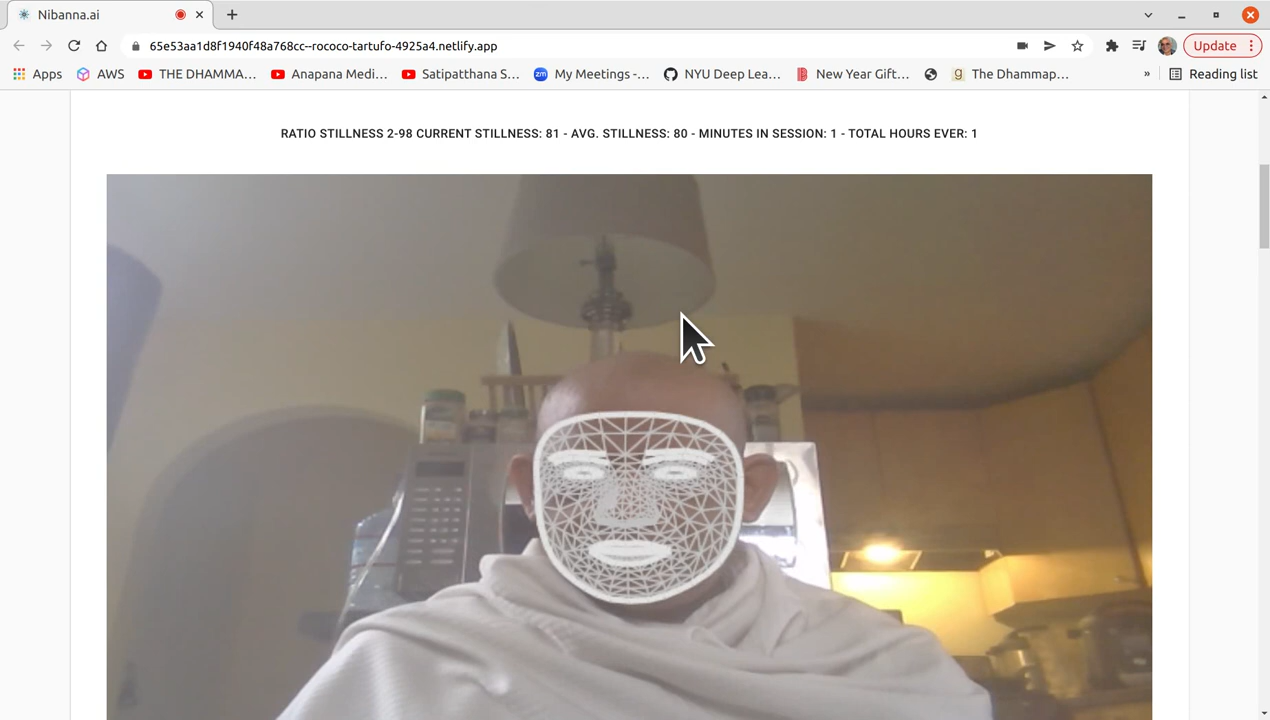 Nibanna.ai
65e53aa1d8f1940f48a768cc--rococo-tartufo-4925a4.netlify.app
Update
Apps AWS THE DHAMMA... Anapana Medi... Satipatthana S... zm My Meetings -... NYU Deep Lea... New Year Gift... g The Dhammap... » Reading list
RATIO STILLNESS 2-98 CURRENT STILLNESS: 81 - AVG. STILLNESS: 80 - MINUTES IN SESSION: 1 - TOTAL HOURS EVER: 1